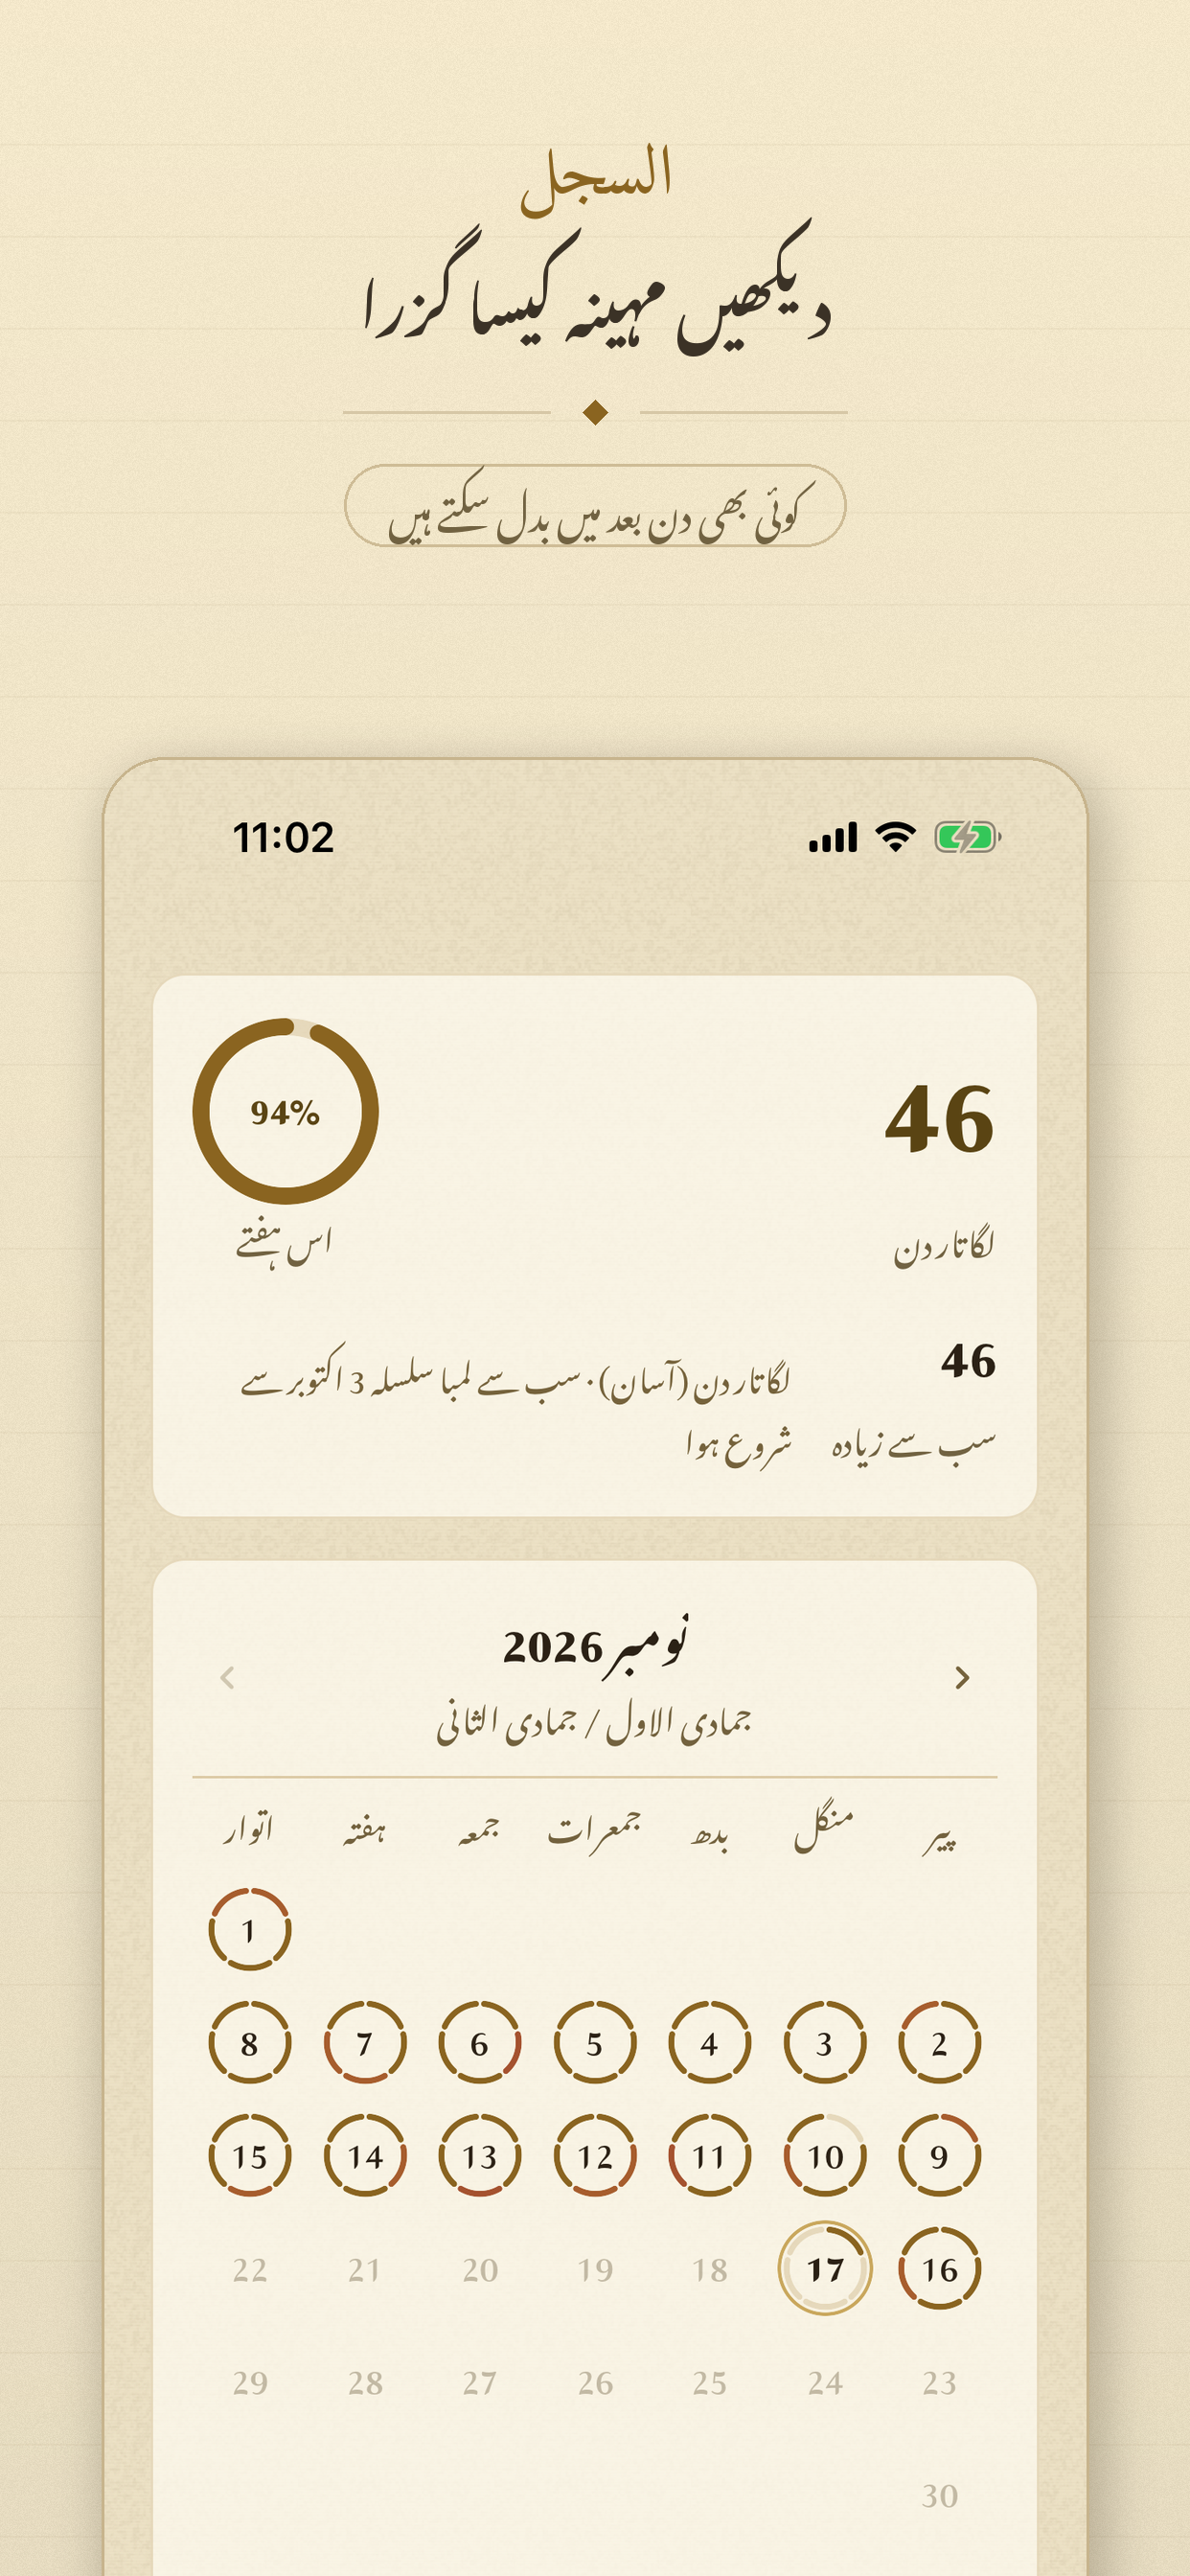 السجل
دیکھیں مہینہ کیسا گزرا
کوئی بھی دن بعد میں بدل سکتے ہیں
11:02
46
94%
لگاتار دن
اس ہفتے
46
سب سے زیادہ
لگاتار دن (آسان) · سب سے لمبا سلسلہ 3 اکتوبر سے
شروع ہوا
نومبر 2026
جمادی الاول / جمادی الثانی
پیر منگل بدھ جمعرات جمعہ ہفتہ اتوار
1
2 3 4 5 6 7 8
9 10 11 12 13 14 15
16 17 18 19 20 21 22
23 24 25 26 27 28 29
30